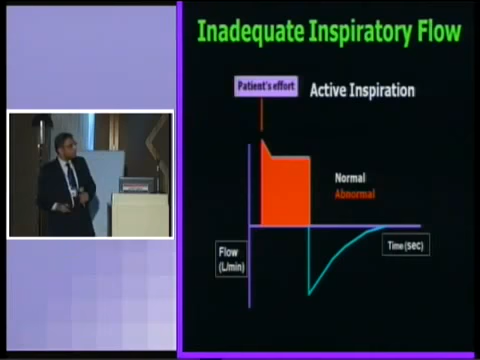 Inadequate Inspiratory Flow
Patient's effort
Active Inspiration
Normal
Abnormal
Flow
(L/min)
Time (sec)